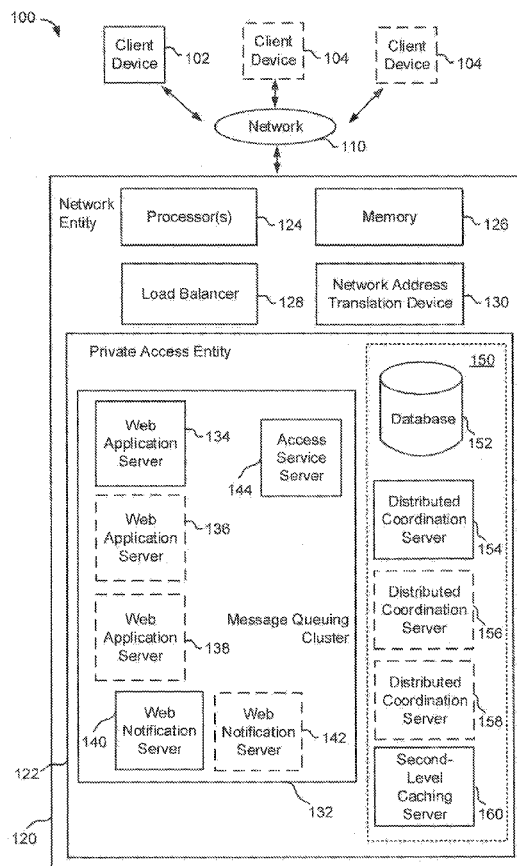 100
Client
Device
102
Client
Device
104
Client
Device
104
Network
110
Network
Entity
Processor(s)
124
Memory
126
Load Balancer
128
Network Address
Translation Device
130
Private Access Entity
150
Database
152
Web
Application
Server
134
Access
Service
Server
144
Web
Application
Server
136
Distributed
Coordination
Server
154
Web
Application
Server
138
Message Queuing
Cluster
Distributed
Coordination
Server
156
Distributed
Coordination
Server
158
140
Web
Notification
Server
Web
Notification
Server
142
Second-
Level
Caching
Server
160
122
132
120